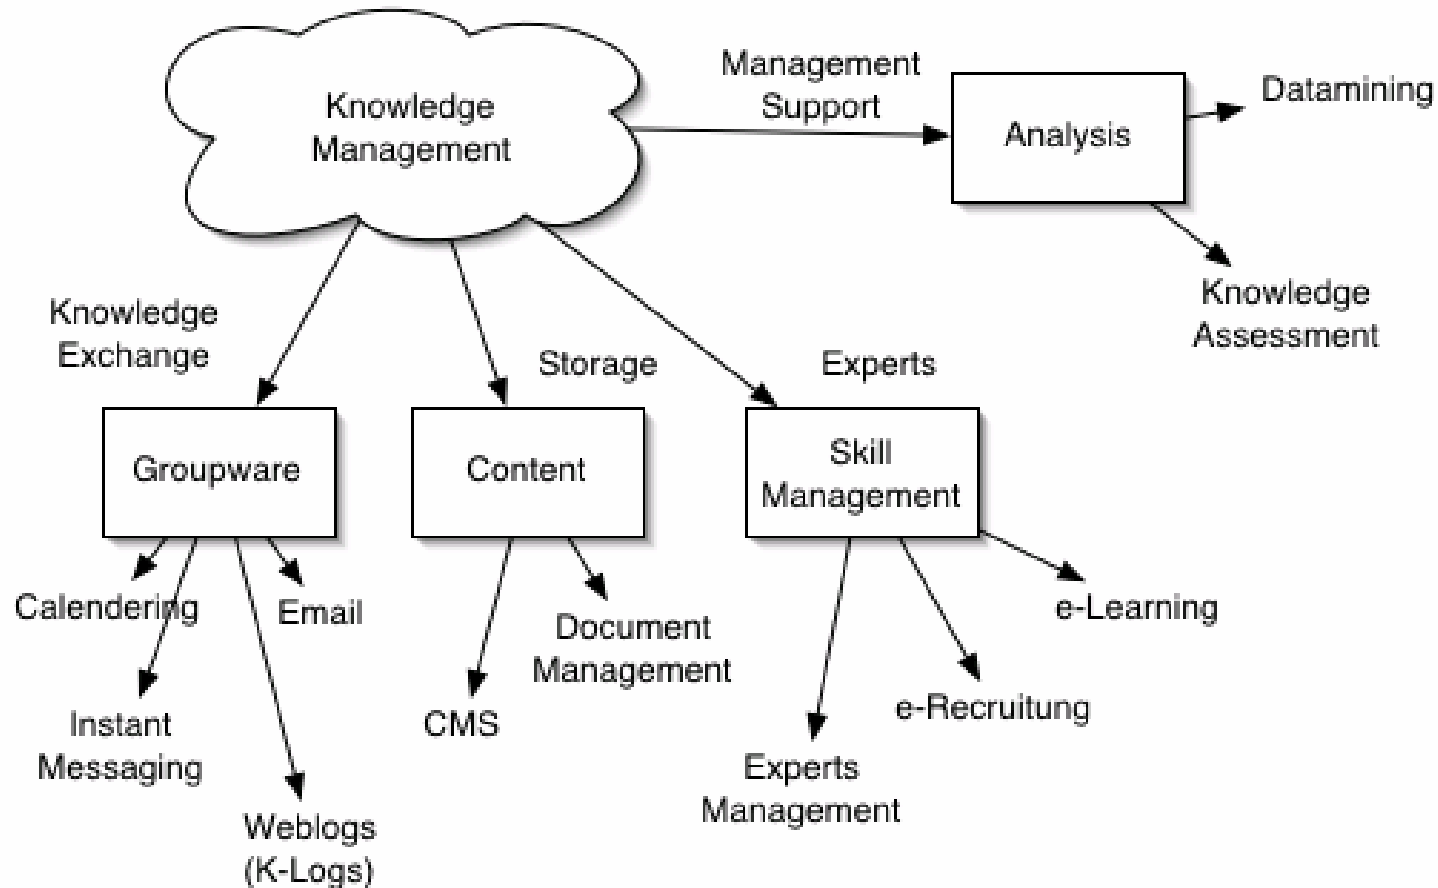 Knowledge
Management
Management
Support
Analysis
Datamining
Knowledge
Assessment
Knowledge
Exchange
Storage
Experts
Groupware
Content
Skill
Management
Calendering
Email
Instant
Messaging
Weblogs
(K-Logs)
CMS
Document
Management
Experts
Management
e-Recruitung
e-Learning